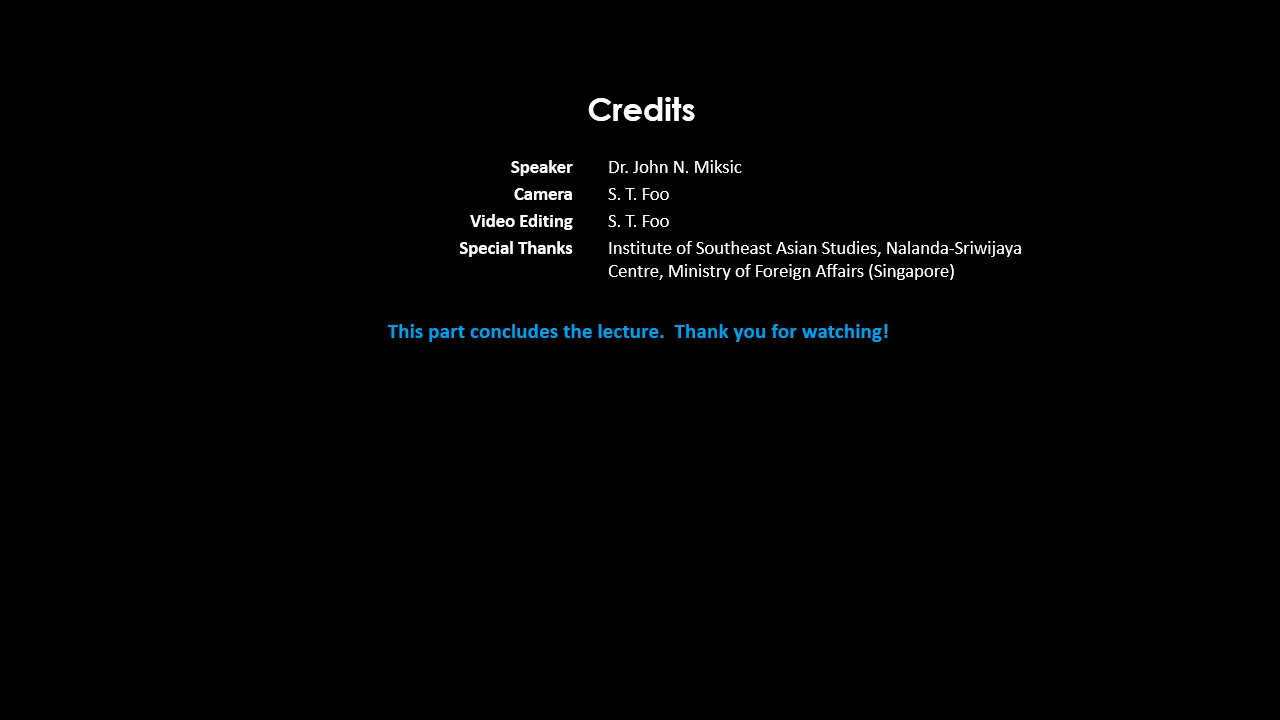 Credits
Speaker Dr. John N. Miksic
Camera S. T. Foo
Video Editing S. T. Foo
Special Thanks Institute of Southeast Asian Studies, Nalanda-Sriwijaya
Centre, Ministry of Foreign Affairs (Singapore)
This part concludes the lecture.  Thank you for watching!